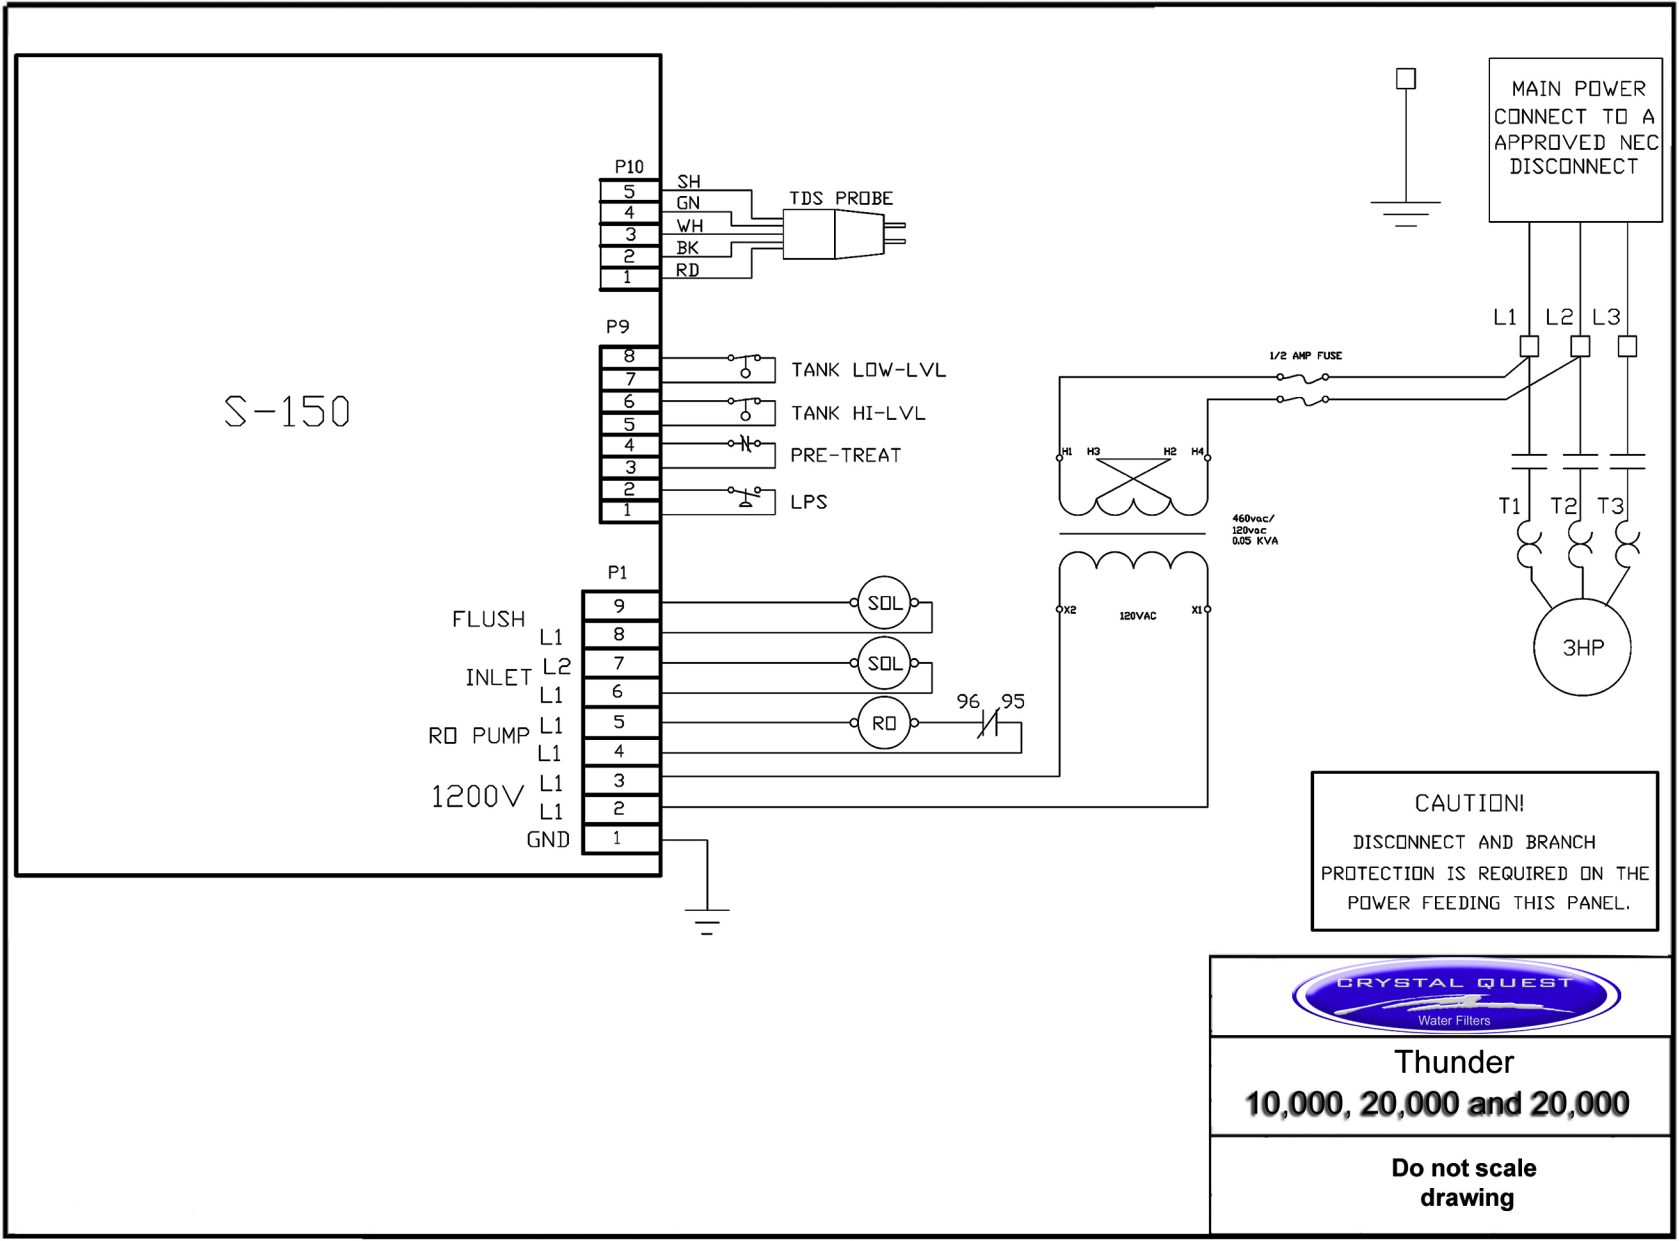 MAIN POWER
CONNECT TO A
APPROVED NEC
DISCONNECT
P10
5 SH
4 GN
3 WH
2 BK
1 RD
TDS PROBE
P9
8
7
TANK LOW-LVL
6
5
TANK HI-LVL
4
3
PRE-TREAT
2
1
LPS
S-150
L1 L2 L3
1/2 AMP FUSE
H1 H3 H2 H4
460vac/
120vac
0.05 KVA
X2 120VAC X1
T1 T2 T3
3HP
P1
FLUSH
9 SOL
L1 8
INLET
L2 7 SOL
L1 6
RO PUMP
L1 5 RO 96 95
L1 4
1200V
L1 3
L1 2
GND 1
CAUTION!
DISCONNECT AND BRANCH
PROTECTION IS REQUIRED ON THE
POWER FEEDING THIS PANEL.
CRYSTAL QUEST
Water Filters
Thunder
10,000, 20,000 and 20,000
Do not scale
drawing